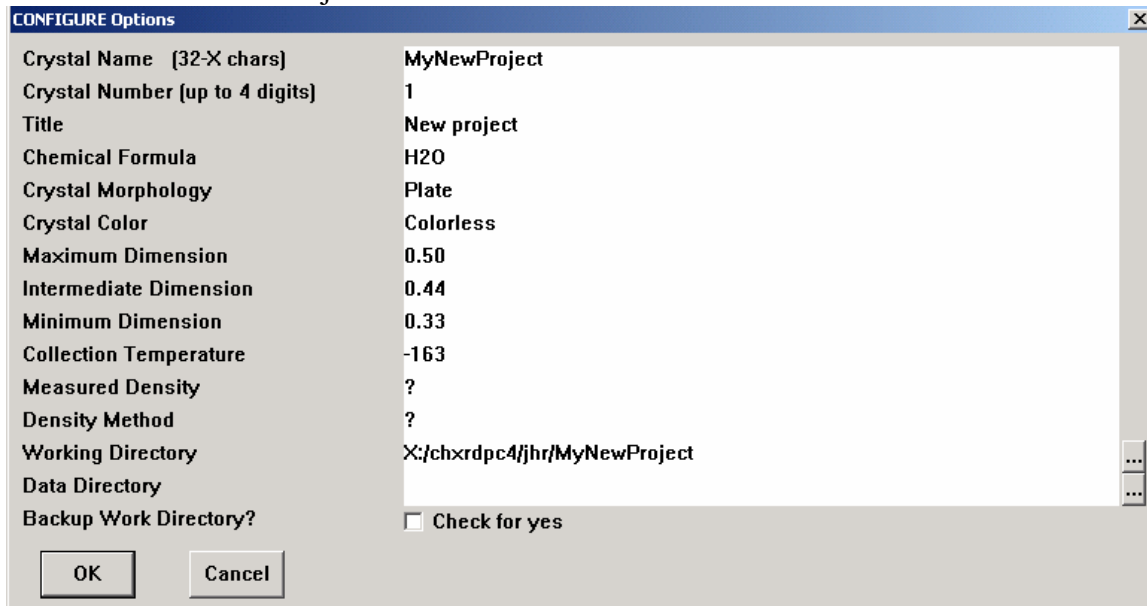 CONFIGURE Options
Crystal Name (32-X chars) MyNewProject
Crystal Number (up to 4 digits) 1
Title New project
Chemical Formula H2O
Crystal Morphology Plate
Crystal Color Colorless
Maximum Dimension 0.50
Intermediate Dimension 0.44
Minimum Dimension 0.33
Collection Temperature -163
Measured Density ?
Density Method ?
Working Directory X:/chxrdpc4/jhr/MyNewProject ...
Data Directory ...
Backup Work Directory? Check for yes
OK Cancel